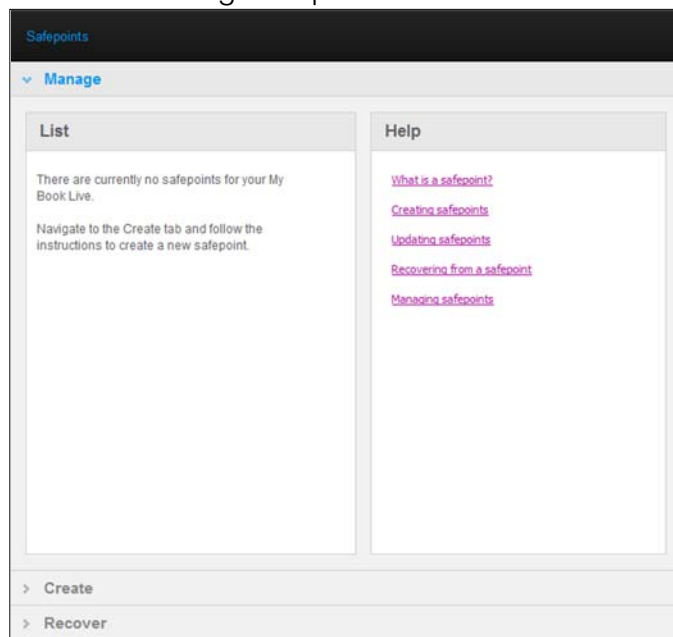 Safepoints
Manage
List
There are currently no safepoints for your My
Book Live.
Navigate to the Create tab and follow the
instructions to create a new safepoint.
Help
What is a safepoint?
Creating safepoints
Updating safepoints
Recovering from a safepoint
Managing safepoints
Create
Recover